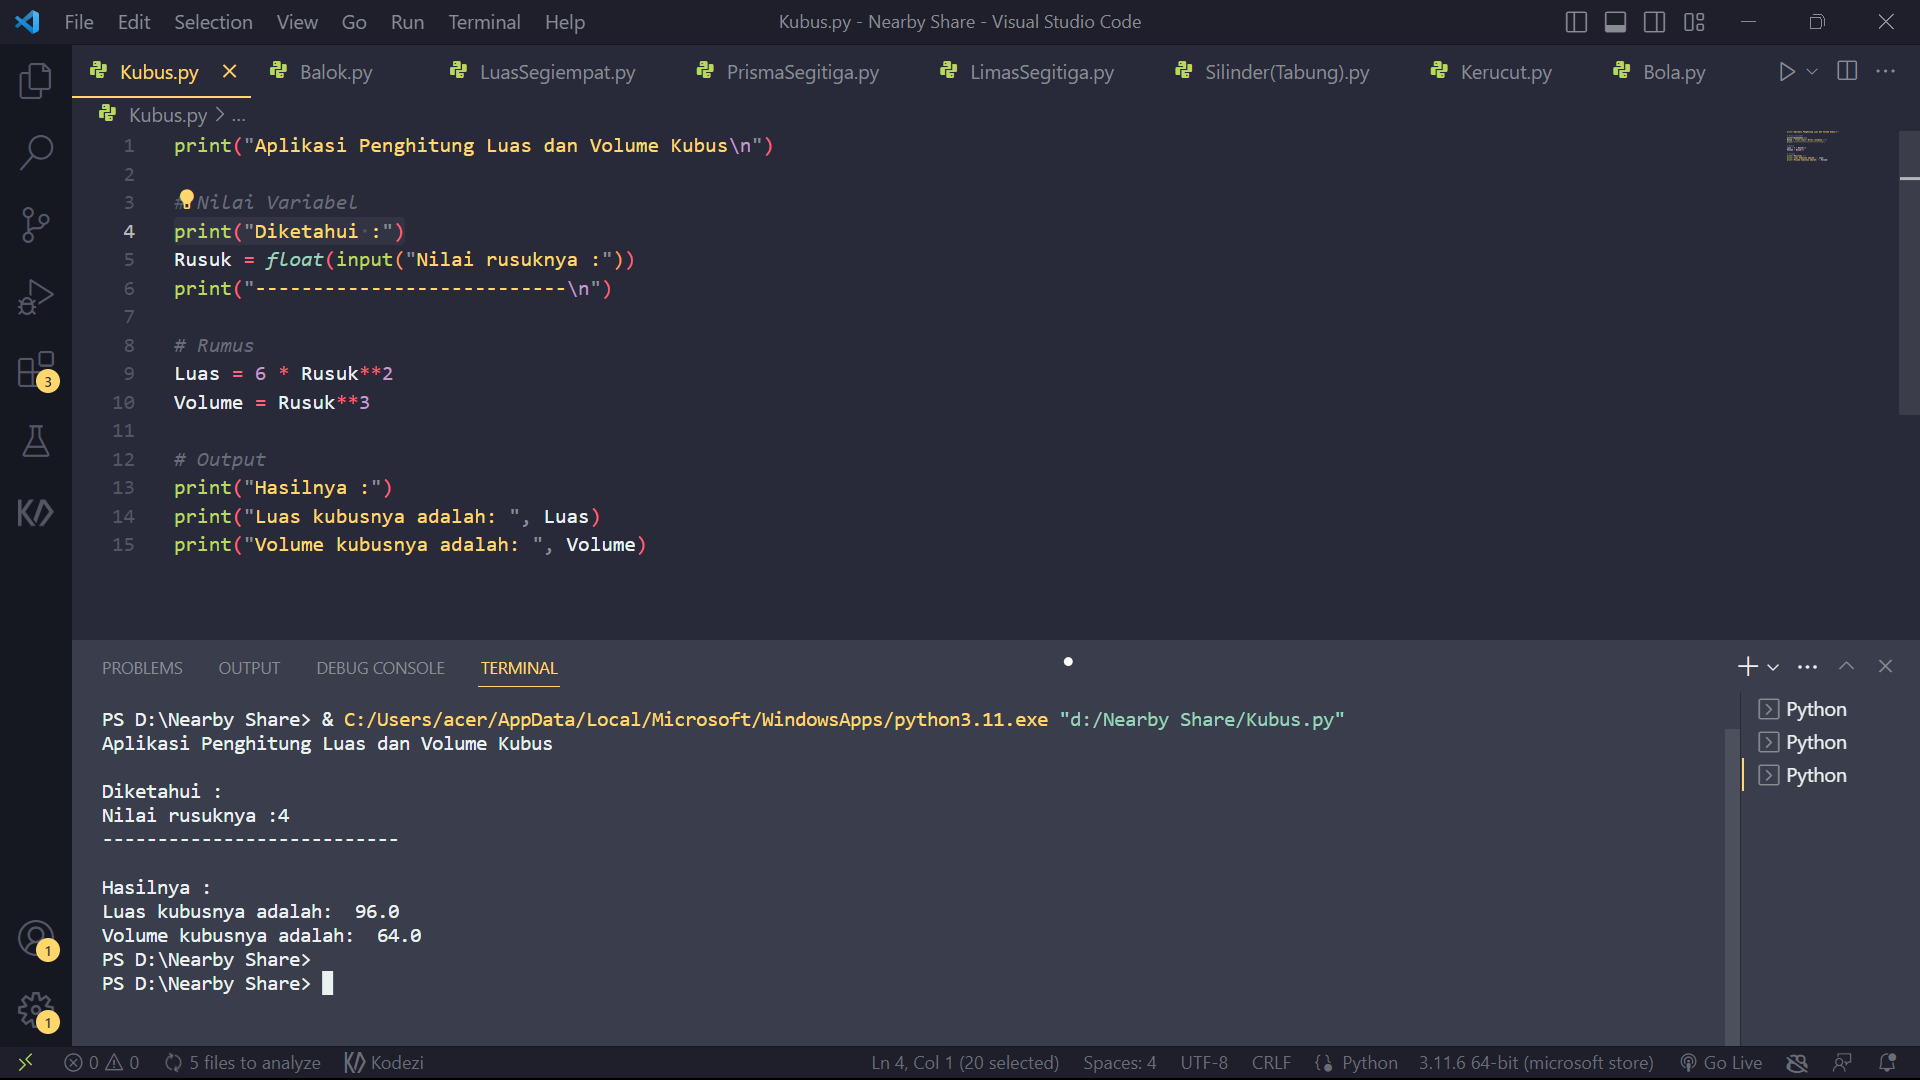 File Edit Selection View Go Run Terminal Help Kubus.py - Nearby Share - Visual Studio Code
Kubus.py Balok.py LuasSegiempat.py PrismaSegitiga.py LimasSegitiga.py Silinder(Tabung).py Kerucut.py Bola.py
Kubus.py > ...
1 print("Aplikasi Penghitung Luas dan Volume Kubus\n")
2
3 # Nilai Variabel
4 print("Diketahui :")
5 Rusuk = float(input("Nilai rusuknya :"))
6 print("---------------------------\n")
7
8 # Rumus
9 Luas = 6 * Rusuk**2
10 Volume = Rusuk**3
11
12 # Output
13 print("Hasilnya :")
14 print("Luas kubusnya adalah: ", Luas)
15 print("Volume kubusnya adalah: ", Volume)
3
PROBLEMS OUTPUT DEBUG CONSOLE TERMINAL
PS D:\Nearby Share> & C:/Users/acer/AppData/Local/Microsoft/WindowsApps/python3.11.exe "d:/Nearby Share/Kubus.py"
Aplikasi Penghitung Luas dan Volume Kubus
Diketahui :
Nilai rusuknya :4
---------------------------
Hasilnya :
Luas kubusnya adalah:  96.0
Volume kubusnya adalah:  64.0
PS D:\Nearby Share>
PS D:\Nearby Share>
Python
Python
Python
1
1
0 0 5 files to analyze Kodezi Ln 4, Col 1 (20 selected) Spaces: 4 UTF-8 CRLF Python 3.11.6 64-bit (microsoft store) Go Live